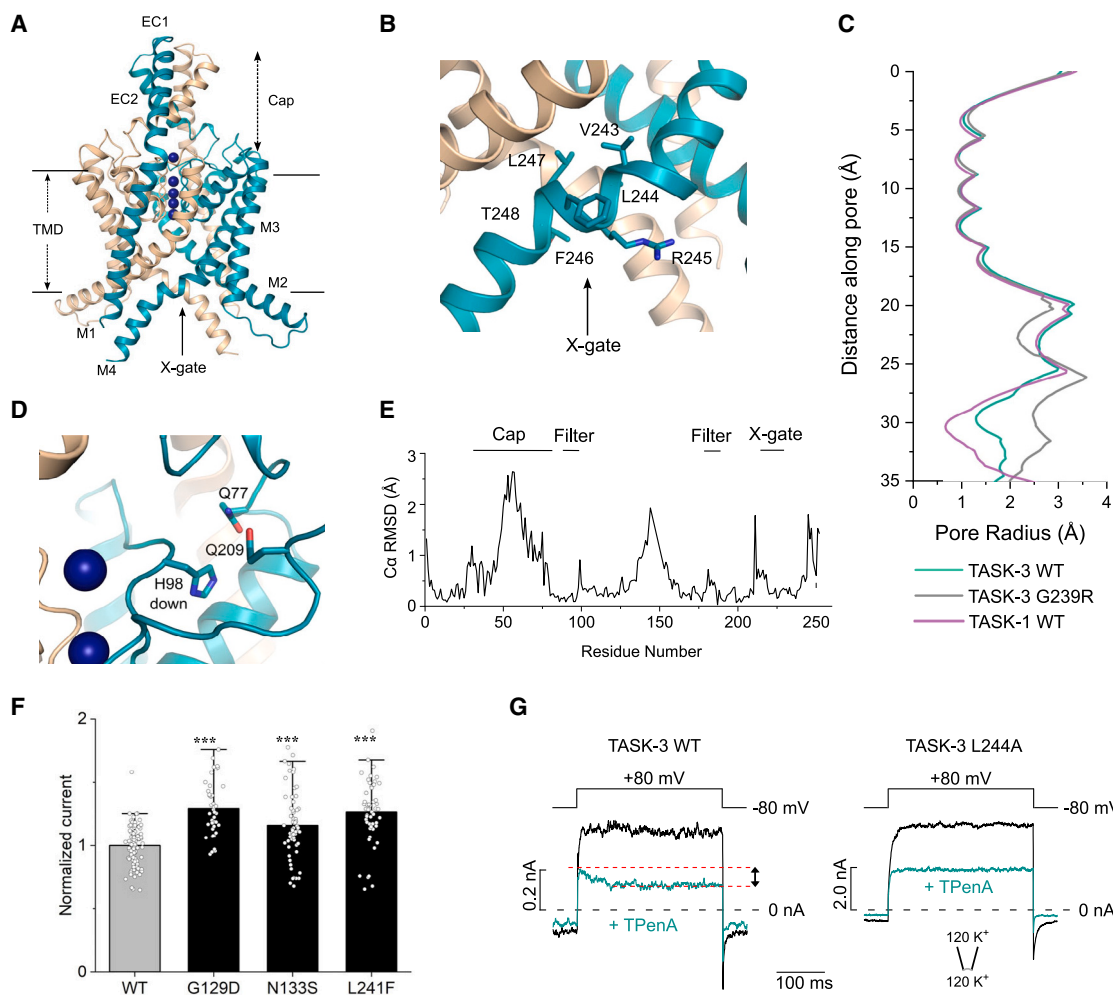 A
EC1
EC2
Cap
TMD
M3
M2
M1
M4
X-gate
B
V243
L247
L244
T248
F246
R245
X-gate
C
0
5
10
15
20
25
30
35
Distance along pore (Å)
0 1 2 3 4
Pore Radius (Å)
TASK-3 WT
TASK-3 G239R
TASK-1 WT
D
Q77
Q209
H98
down
E
Cap Filter Filter X-gate
3
2
1
0
Cα RMSD (Å)
0 50 100 150 200 250
Residue Number
F
2
1
0
Normalized current
*** *** ***
WT G129D N133S L241F
G
TASK-3 WT
+80 mV
-80 mV
0.2 nA
+ TPenA
0 nA
100 ms
TASK-3 L244A
+80 mV
-80 mV
2.0 nA
+ TPenA
0 nA
120 K⁺
120 K⁺